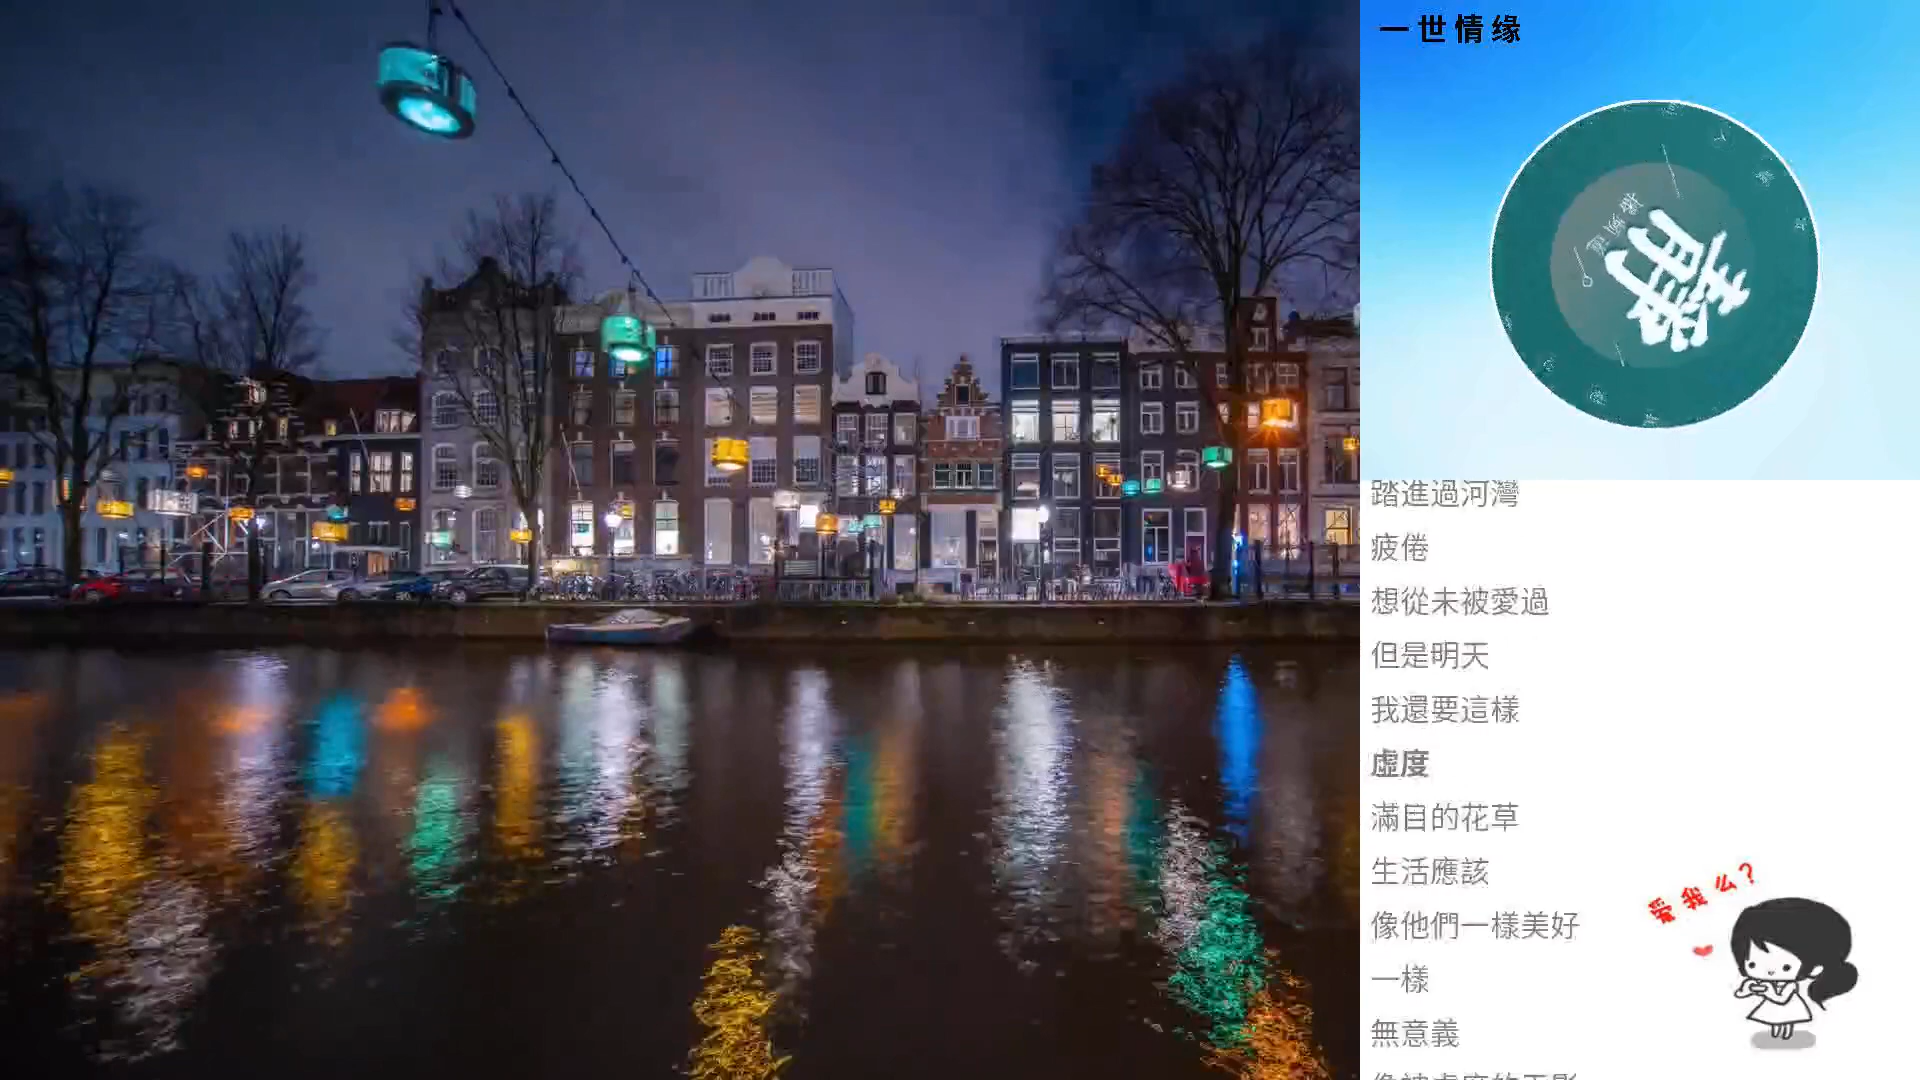 一世情缘
踏進過河灣
疲倦
想從未被愛過
但是明天
我還要這樣
虛度
滿目的花草
生活應該
像他們一樣美好
一樣
無意義
爱我么?